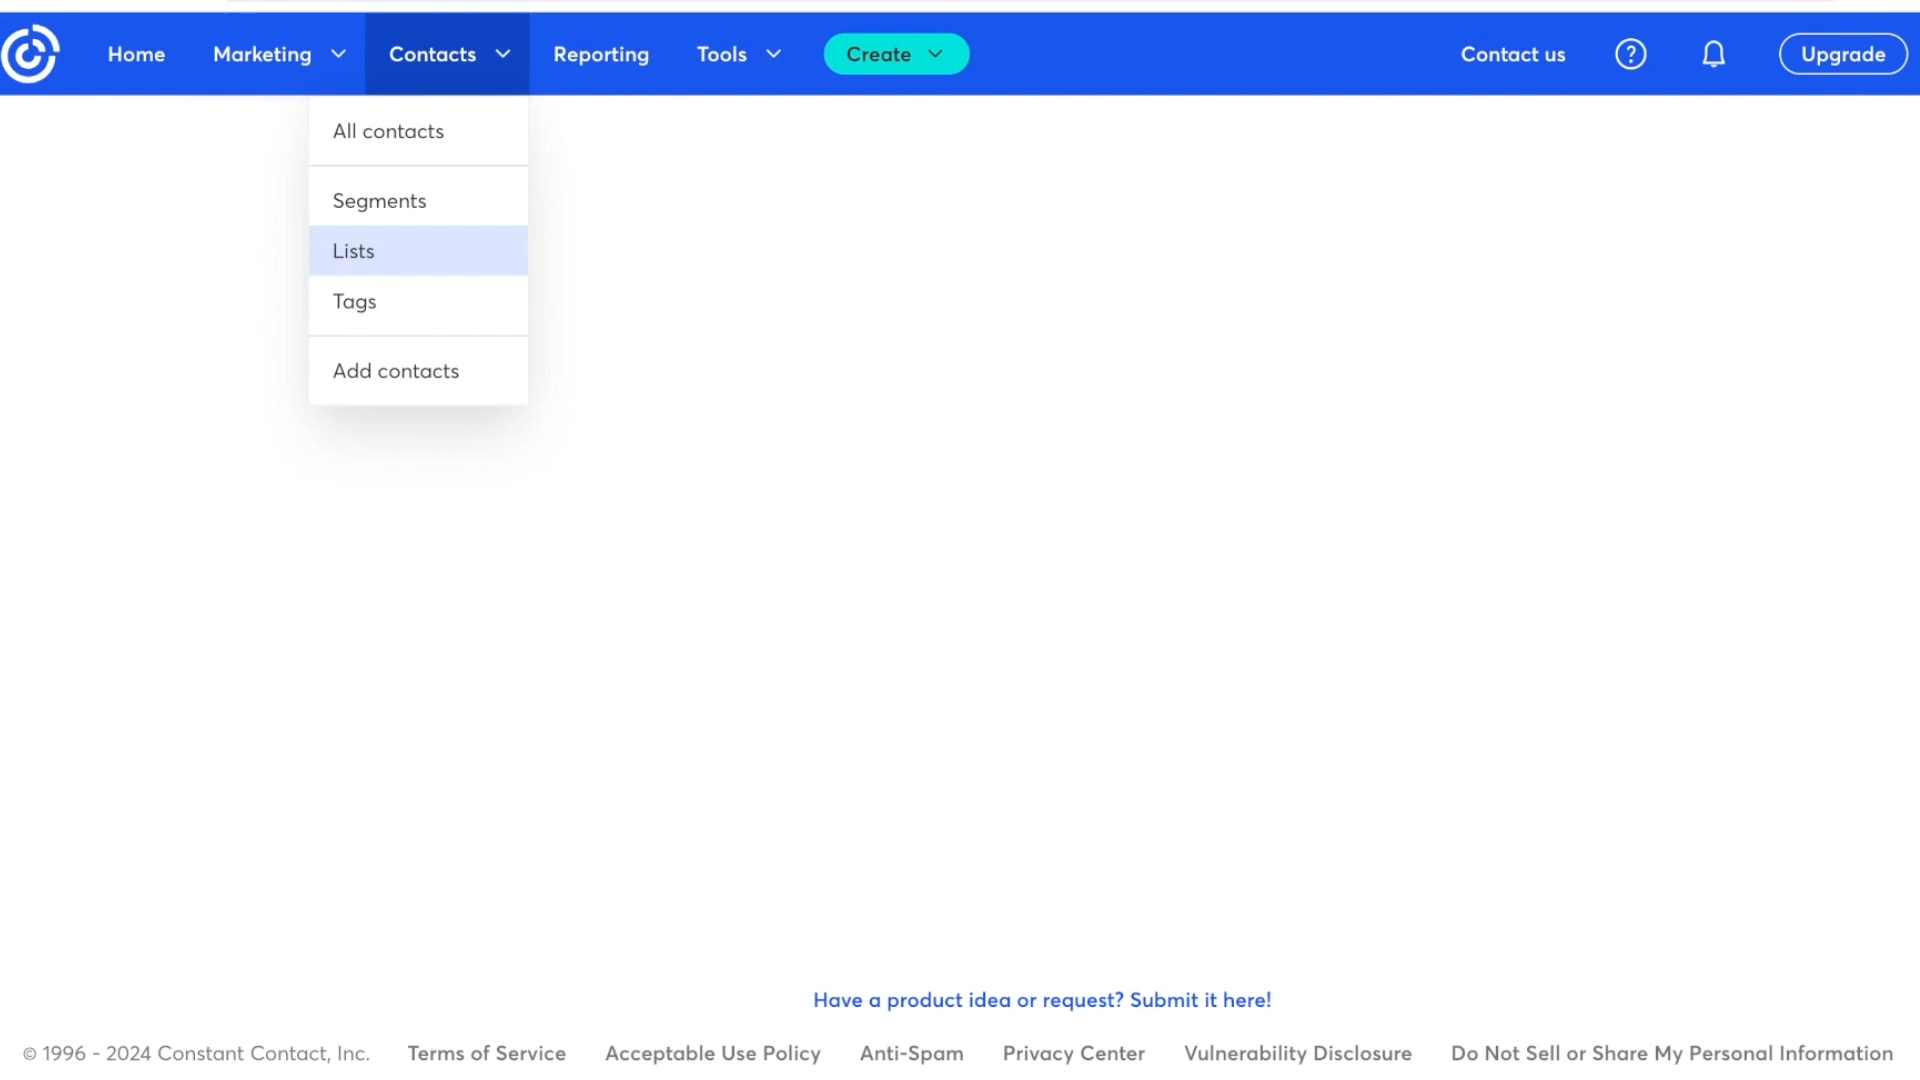 Home Marketing Contacts Reporting Tools Create Contact us ? Upgrade
All contacts
Segments
Lists
Tags
Add contacts
Have a product idea or request? Submit it here!
© 1996 - 2024 Constant Contact, Inc. Terms of Service Acceptable Use Policy Anti-Spam Privacy Center Vulnerability Disclosure Do Not Sell or Share My Personal Information